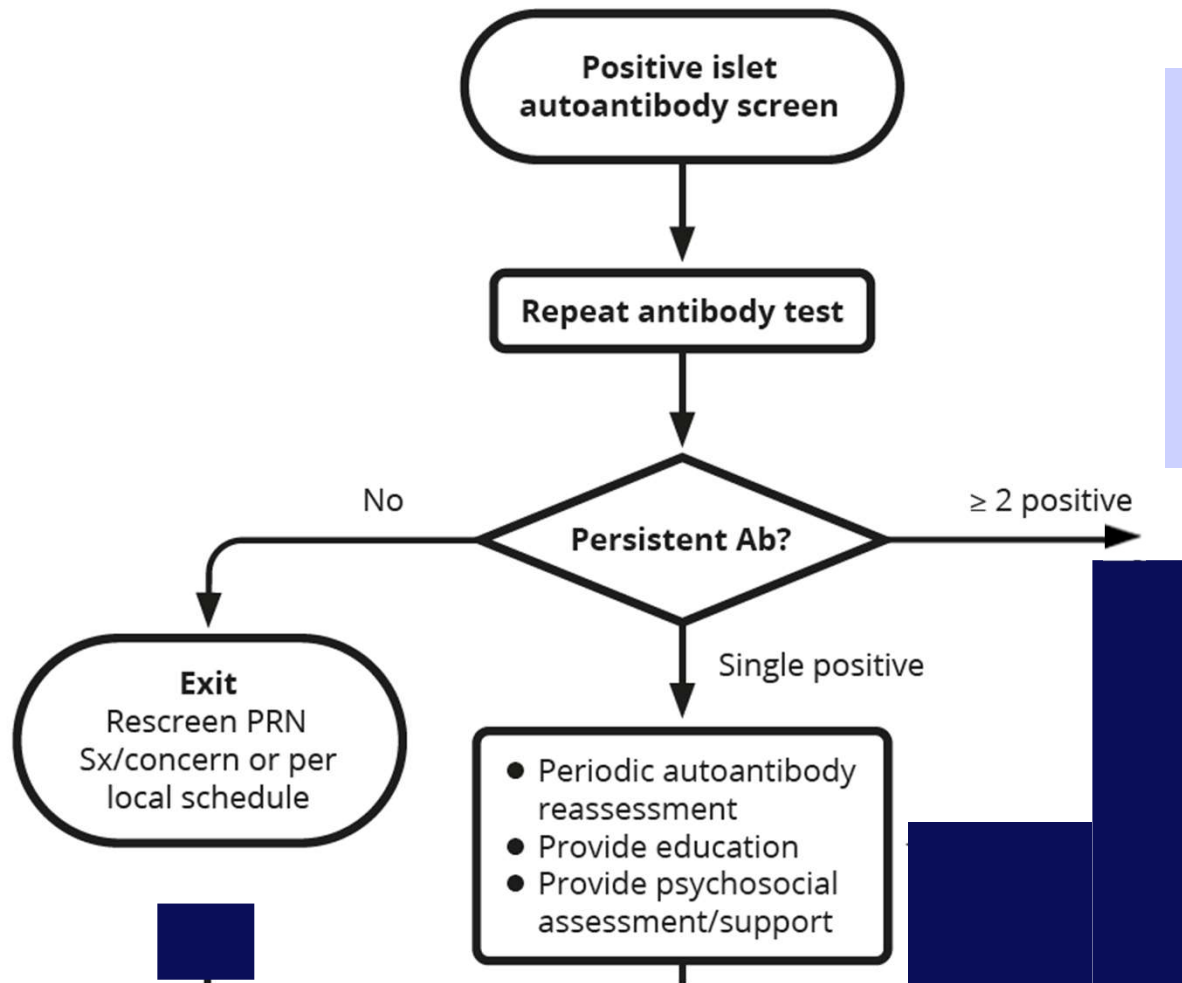 Positive islet
autoantibody screen
Repeat antibody test
No
≥ 2 positive
Persistent Ab?
Single positive
Exit
Rescreen PRN
Sx/concern or per
local schedule
● Periodic autoantibody
reassessment
● Provide education
● Provide psychosocial
assessment/support